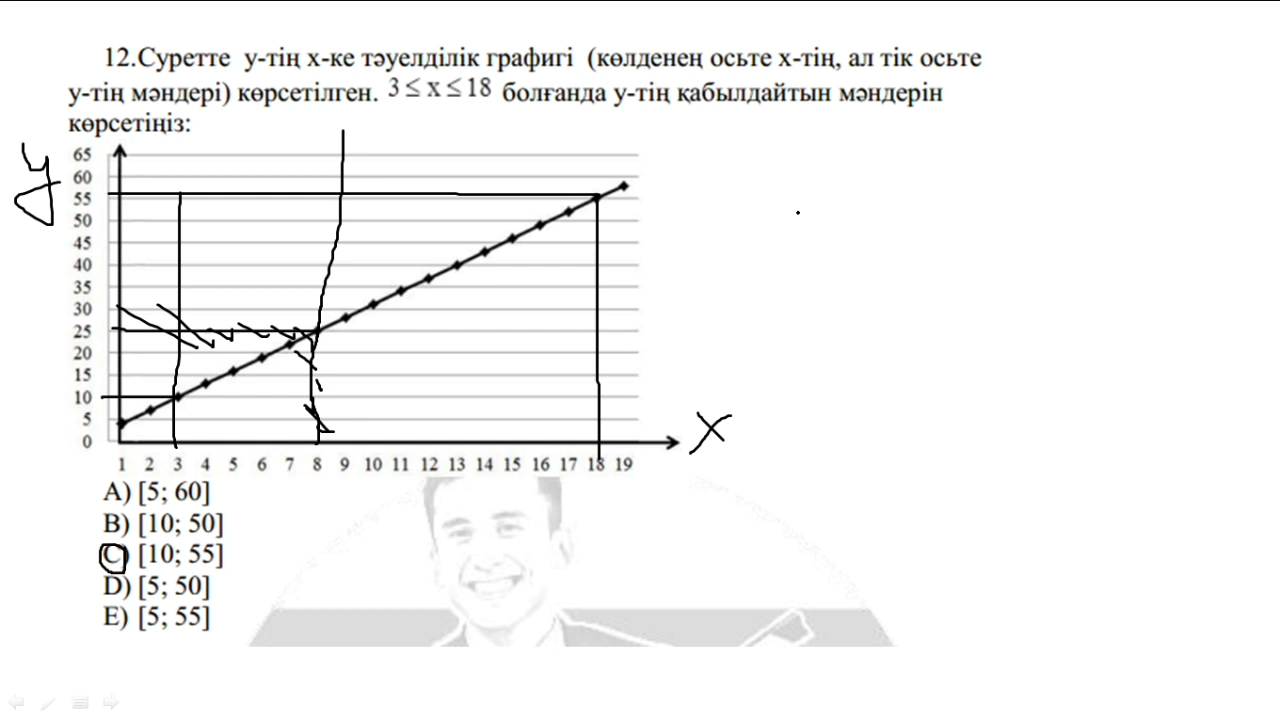 12.Суретте у-тің х-ке тәуелділік графигі (көлденең осьте х-тің, ал тік осьте
у-тің мәндері) көрсетілген. 3 ≤ x ≤ 18 болғанда у-тің қабылдайтын мәндерін
көрсетіңіз:
y
65
60
55
50
45
40
35
30
25
20
15
10
5
0
x
1 2 3 4 5 6 7 8 9 10 11 12 13 14 15 16 17 18 19
A) [5; 60]
B) [10; 50]
C) [10; 55]
D) [5; 50]
E) [5; 55]